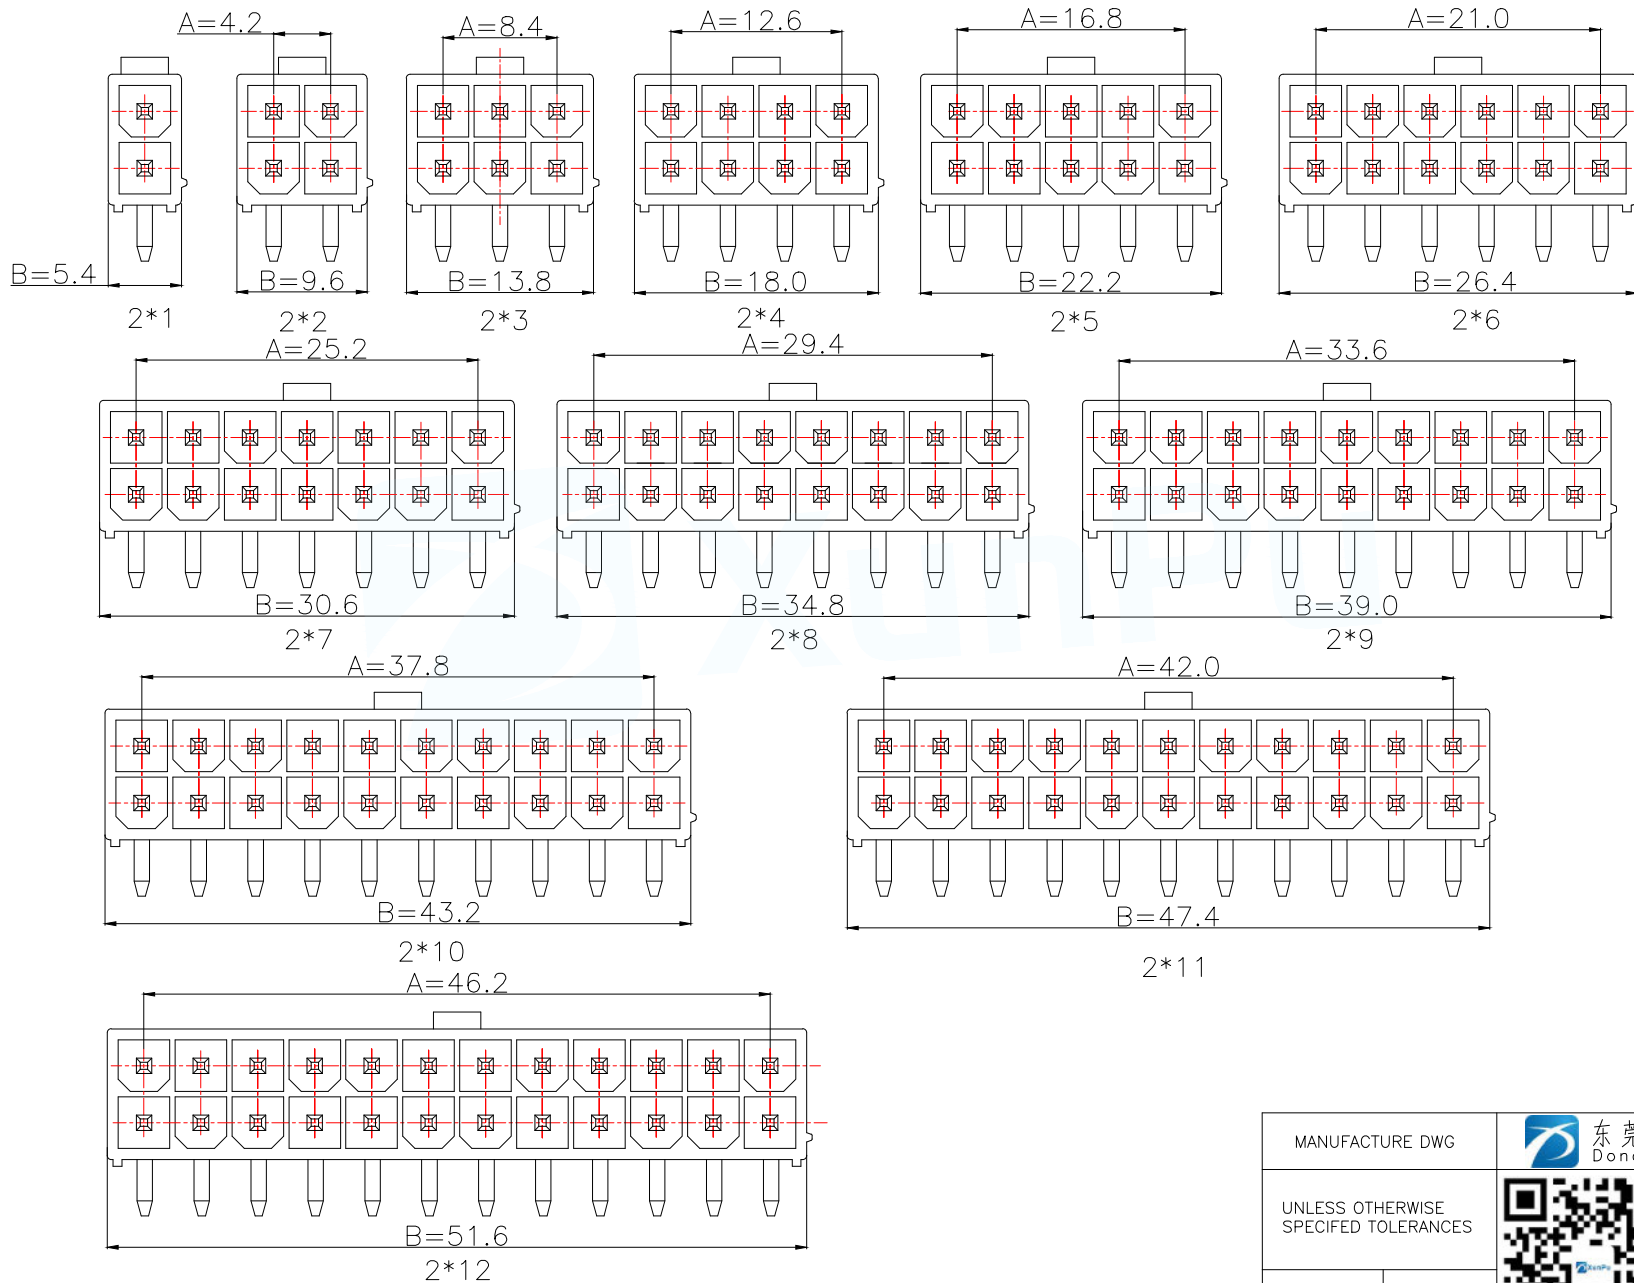 A=4.2
A=8.4
A=12.6
A=16.8
A=21.0
B=5.4
B=9.6
B=13.8
B=18.0
B=22.2
B=26.4
2*1
2*2
2*3
2*4
2*5
2*6
A=25.2
A=29.4
A=33.6
B=30.6
B=34.8
B=39.0
2*7
2*8
2*9
XunPu
A=37.8
A=42.0
B=43.2
B=47.4
2*10
2*11
A=46.2
B=51.6
2*12
MANUFACTURE DWG
东莞
Dong
UNLESS OTHERWISE
SPECIFED TOLERANCES
XunPu